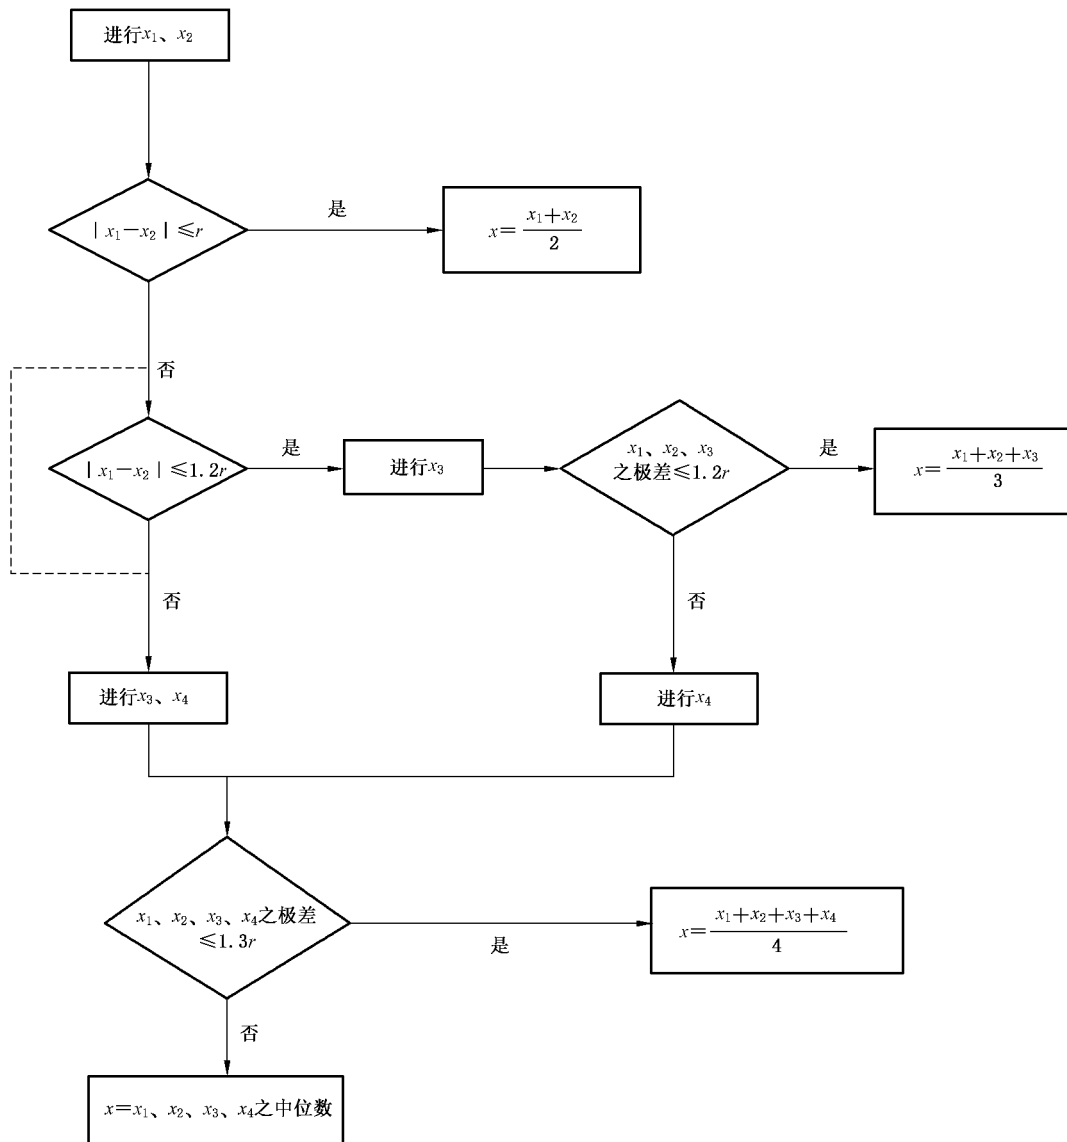 进行x₁、x₂
|x₁-x₂|≤r
是
x=(x₁+x₂)/2
否
|x₁-x₂|≤1.2r
是
进行x₃
x₁、x₂、x₃
之极差≤1.2r
是
x=(x₁+x₂+x₃)/3
否
否
进行x₃、x₄
进行x₄
x₁、x₂、x₃、x₄之极差
≤1.3r
是
x=(x₁+x₂+x₃+x₄)/4
否
x=x₁、x₂、x₃、x₄之中位数